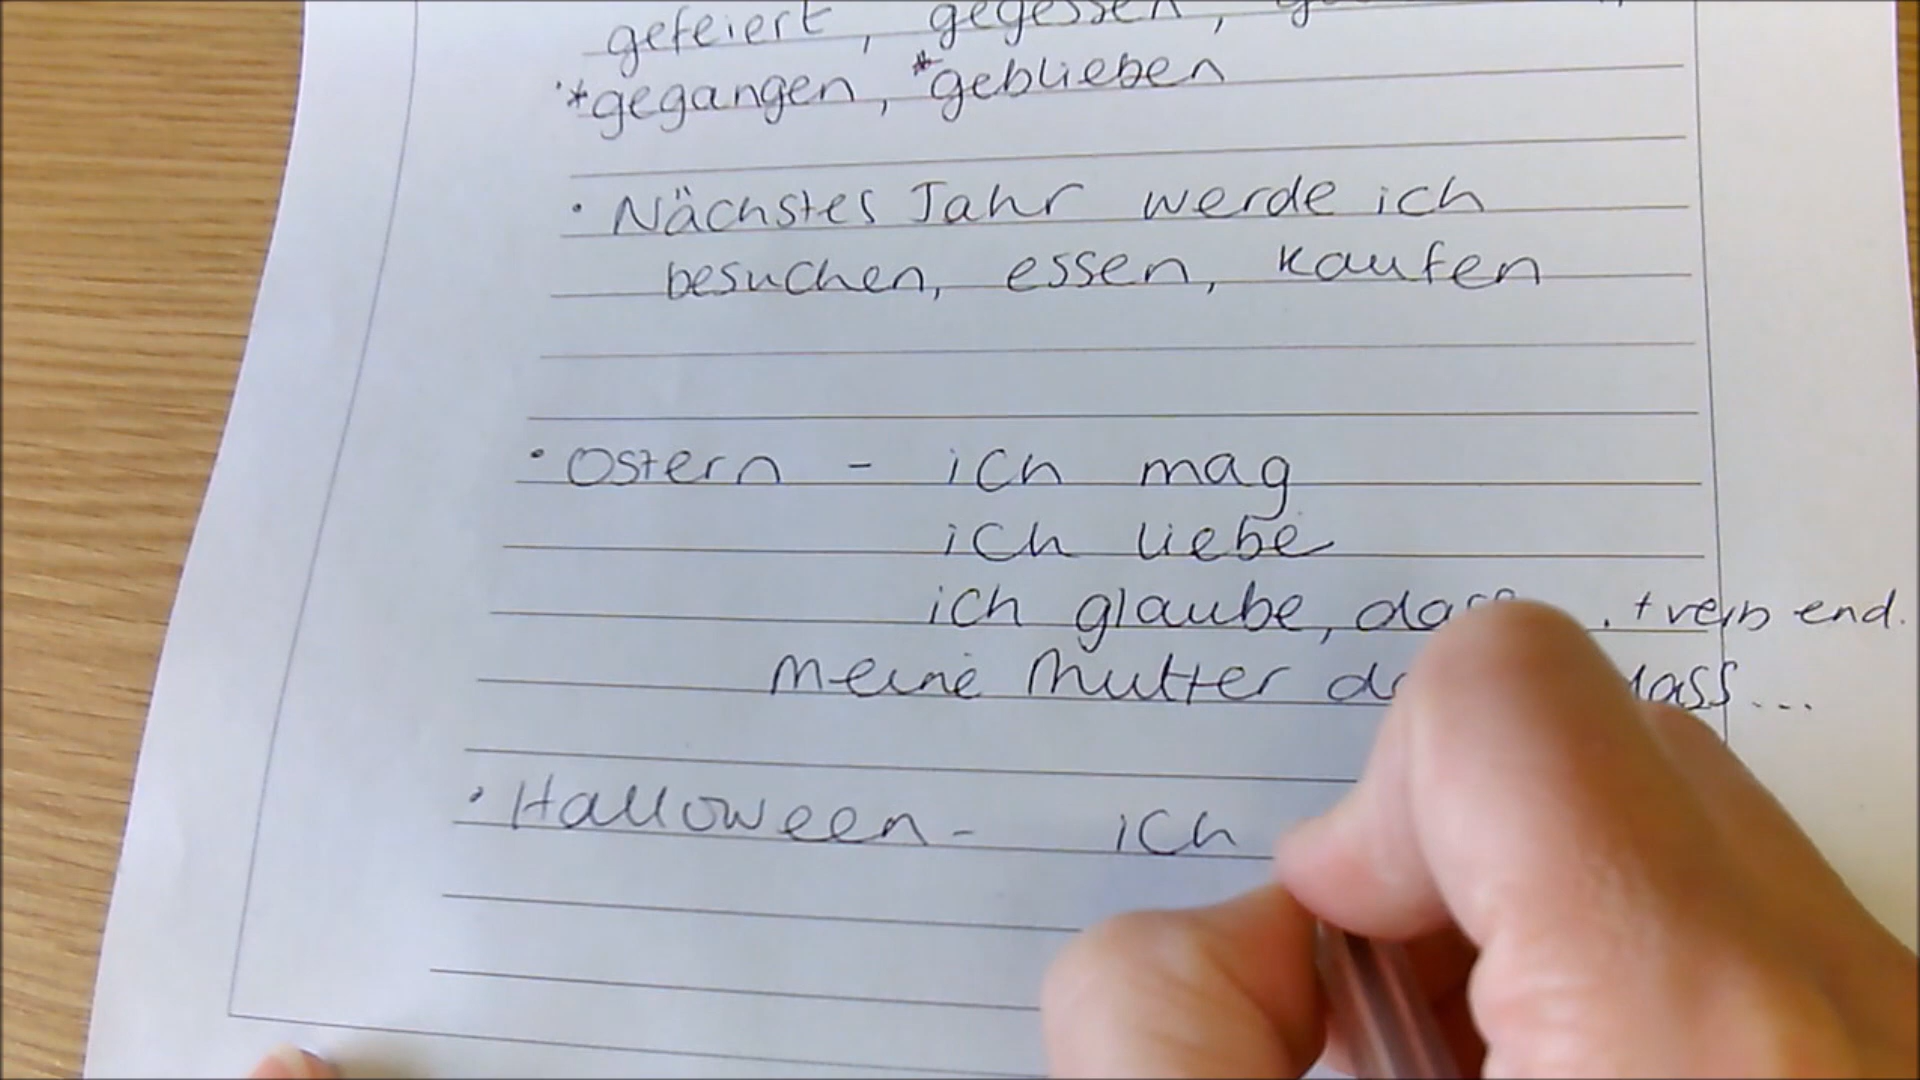 gefeiert, gegessen,
*gegangen, *geblieben
· Nächstes Jahr werde ich
besuchen, essen, kaufen
· Ostern - ich mag
ich liebe
ich glaube, + verb end.
meine Mutter dass...
· Halloween - ich